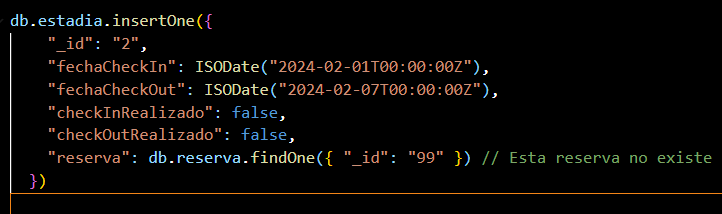 db.estadia.insertOne({
"_id": "2",
"fechaCheckIn": ISODate("2024-02-01T00:00:00Z"),
"fechaCheckOut": ISODate("2024-02-07T00:00:00Z"),
"checkInRealizado": false,
"checkOutRealizado": false,
"reserva": db.reserva.findOne({ "_id": "99" }) // Esta reserva no existe
})